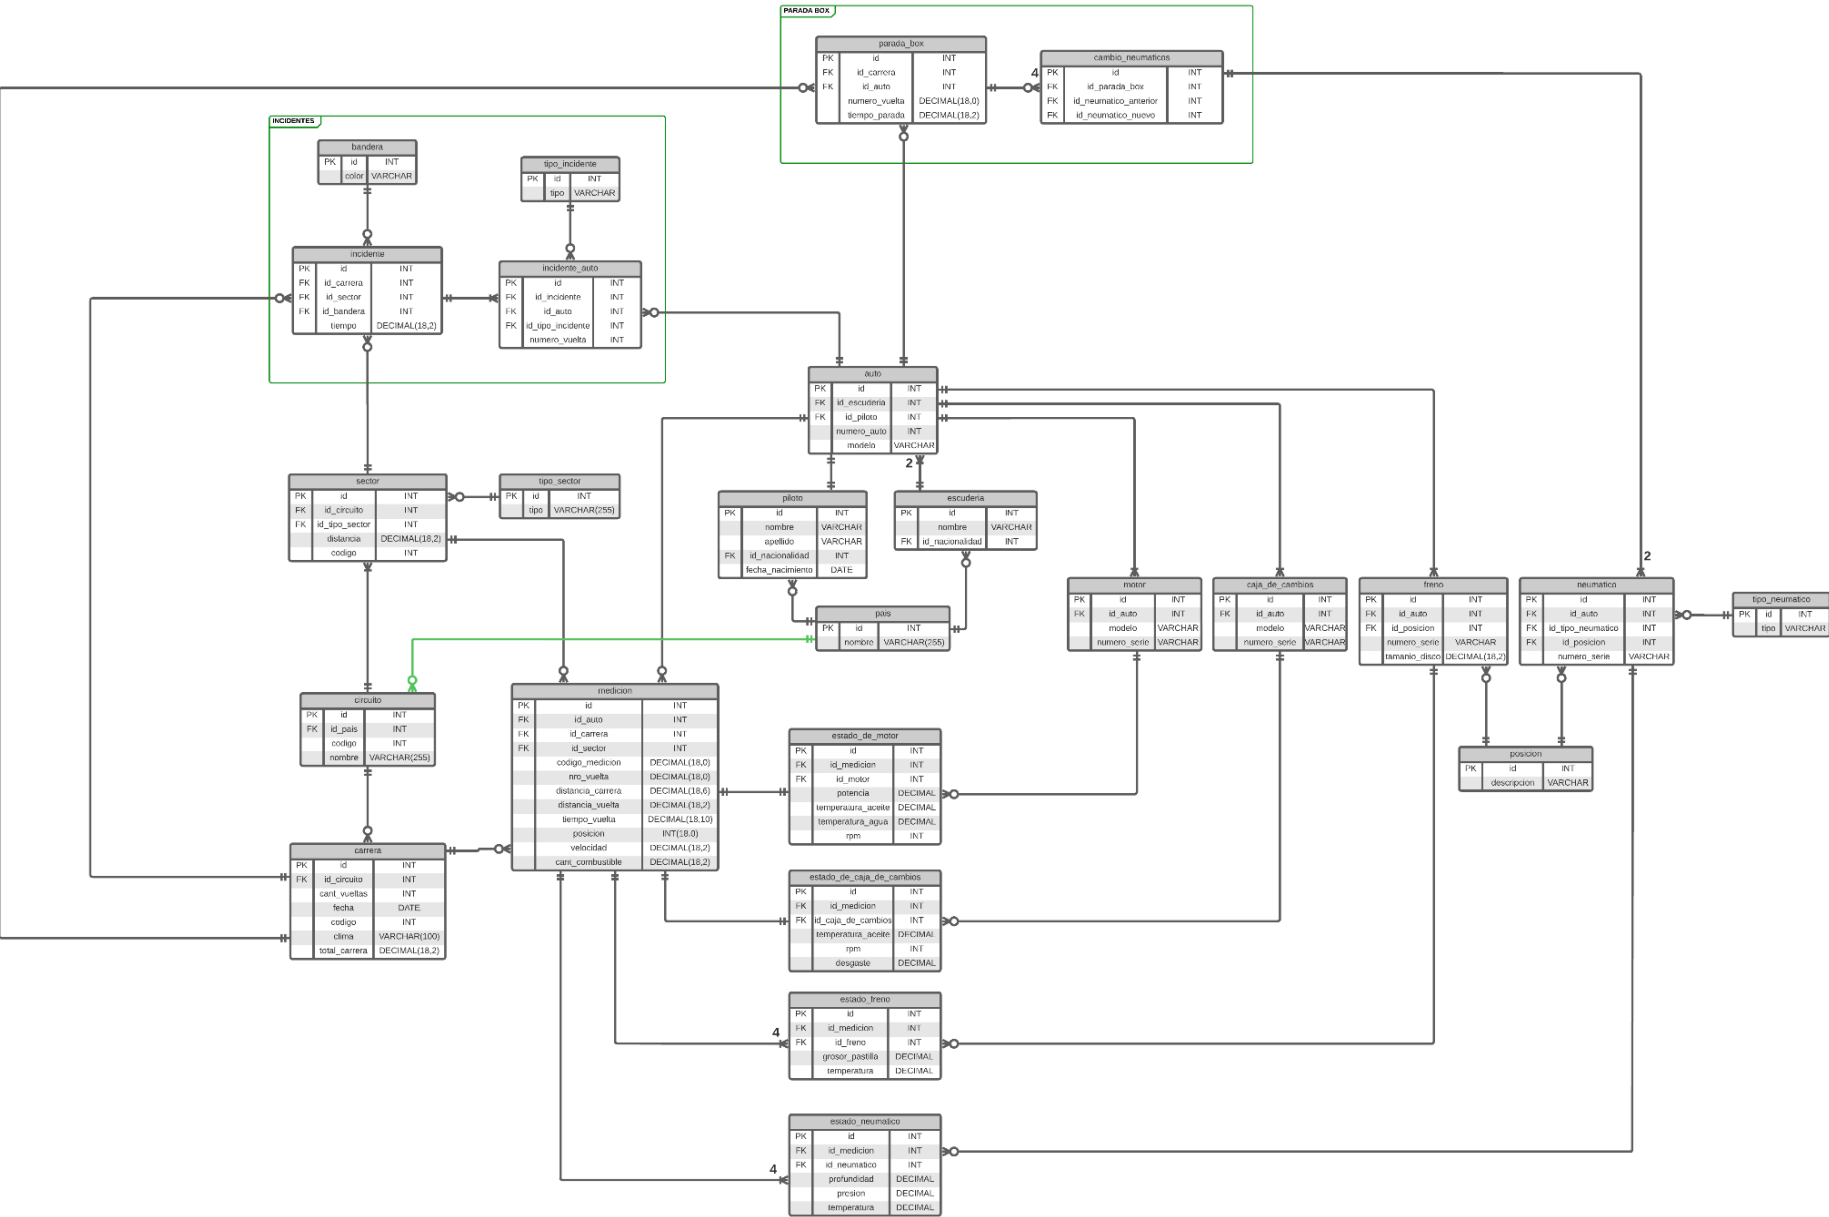 PARADA BOX
parada_box
PK id INT
FK id_carrera INT
FK id_auto INT
numero_vuelta DECIMAL(18,0)
tiempo_parada DECIMAL(18,2)
4
cambio_neumaticos
PK id INT
FK id_parada_box INT
FK id_neumatico_anterior INT
FK id_neumatico_nuevo INT
INCIDENTES
bandera
PK id INT
color VARCHAR
tipo_incidente
PK id INT
tipo VARCHAR
incidente
PK id INT
FK id_carrera INT
FK id_sector INT
FK id_bandera INT
tiempo DECIMAL(18,2)
incidente_auto
PK id INT
FK id_incidente INT
FK id_auto INT
FK id_tipo_incidente INT
numero_vuelta INT
auto
PK id INT
FK id_escuderia INT
FK id_piloto INT
numero_auto INT
modelo VARCHAR
2
sector
PK id INT
FK id_circuito INT
FK id_tipo_sector INT
distancia DECIMAL(18,2)
codigo INT
tipo_sector
PK id INT
tipo VARCHAR(255)
piloto
PK id INT
nombre VARCHAR
apellido VARCHAR
FK id_nacionalidad INT
fecha_nacimiento DATE
escuderia
PK id INT
nombre VARCHAR
FK id_nacionalidad INT
pais
PK id INT
nombre VARCHAR(255)
motor
PK id INT
FK id_auto INT
modelo VARCHAR
numero_serie VARCHAR
caja_de_cambios
PK id INT
FK id_auto INT
modelo VARCHAR
numero_serie VARCHAR
freno
PK id INT
FK id_auto INT
FK id_posicion INT
numero_serie VARCHAR
tamanio_disco DECIMAL(18,2)
2
neumatico
PK id INT
FK id_auto INT
FK id_tipo_neumatico INT
FK id_posicion INT
numero_serie VARCHAR
tipo_neumatico
PK id INT
tipo VARCHAR
circuito
PK id INT
FK id_pais INT
codigo INT
nombre VARCHAR(255)
medicion
PK id INT
FK id_auto INT
FK id_carrera INT
FK id_sector INT
codigo_medicion DECIMAL(18,0)
nro_vuelta DECIMAL(18,0)
distancia_carrera DECIMAL(18,6)
distancia_vuelta DECIMAL(18,2)
tiempo_vuelta DECIMAL(18,10)
posicion INT(18.0)
velocidad DECIMAL(18,2)
cant_combustible DECIMAL(18,2)
estado_de_motor
PK id INT
FK id_medicion INT
FK id_motor INT
potencia DECIMAL
temperatura_aceite DECIMAL
temperatura_agua DECIMAL
rpm INT
posicion
PK id INT
descripcion VARCHAR
carrera
PK id INT
FK id_circuito INT
cant_vueltas INT
fecha DATE
codigo INT
clima VARCHAR(100)
total_carrera DECIMAL(18,2)
estado_de_caja_de_cambios
PK id INT
FK id_medicion INT
FK id_caja_de_cambios INT
temperatura_aceite DECIMAL
rpm INT
desgaste DECIMAL
4
estado_freno
PK id INT
FK id_medicion INT
FK id_freno INT
grosor_pastilla DECIMAL
temperatura DECIMAL
4
estado_neumatico
PK id INT
FK id_medicion INT
FK id_neumatico INT
profundidad DECIMAL
presion DECIMAL
temperatura DECIMAL